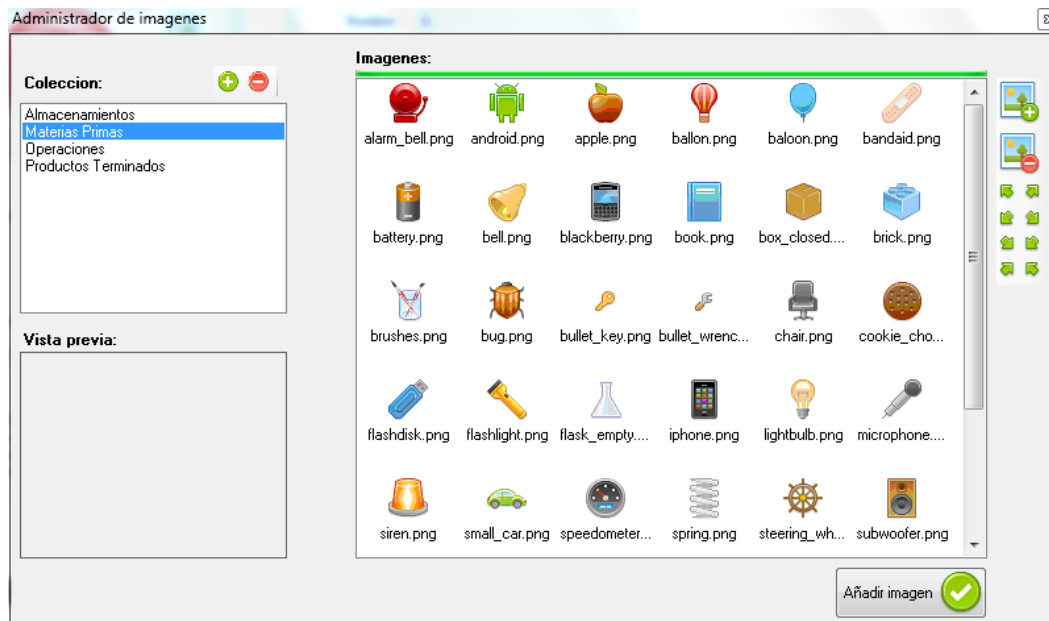 Administrador de imagenes
Coleccion:
Almacenamientos
Materias Primas
Operaciones
Productos Terminados
Vista previa:
Imagenes:
alarm_bell.png android.png apple.png ballon.png baloon.png bandaid.png
battery.png bell.png blackberry.png book.png box_closed.... brick.png
brushes.png bug.png bullet_key.png bullet_wrenc... chair.png cookie_cho...
flashdisk.png flashlight.png flask_empty.... iphone.png lightbulb.png microphone....
siren.png small_car.png speedometer... spring.png steering_wh... subwoofer.png
Añadir imagen